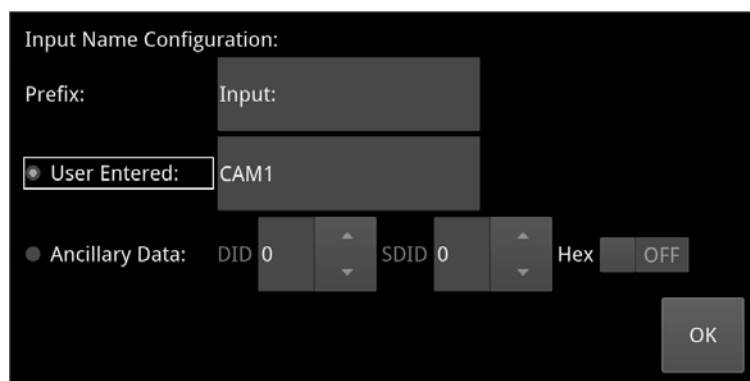 Input Name Configuration:
Prefix: Input:
User Entered: CAM1
Ancillary Data: DID 0 SDID 0 Hex OFF
OK